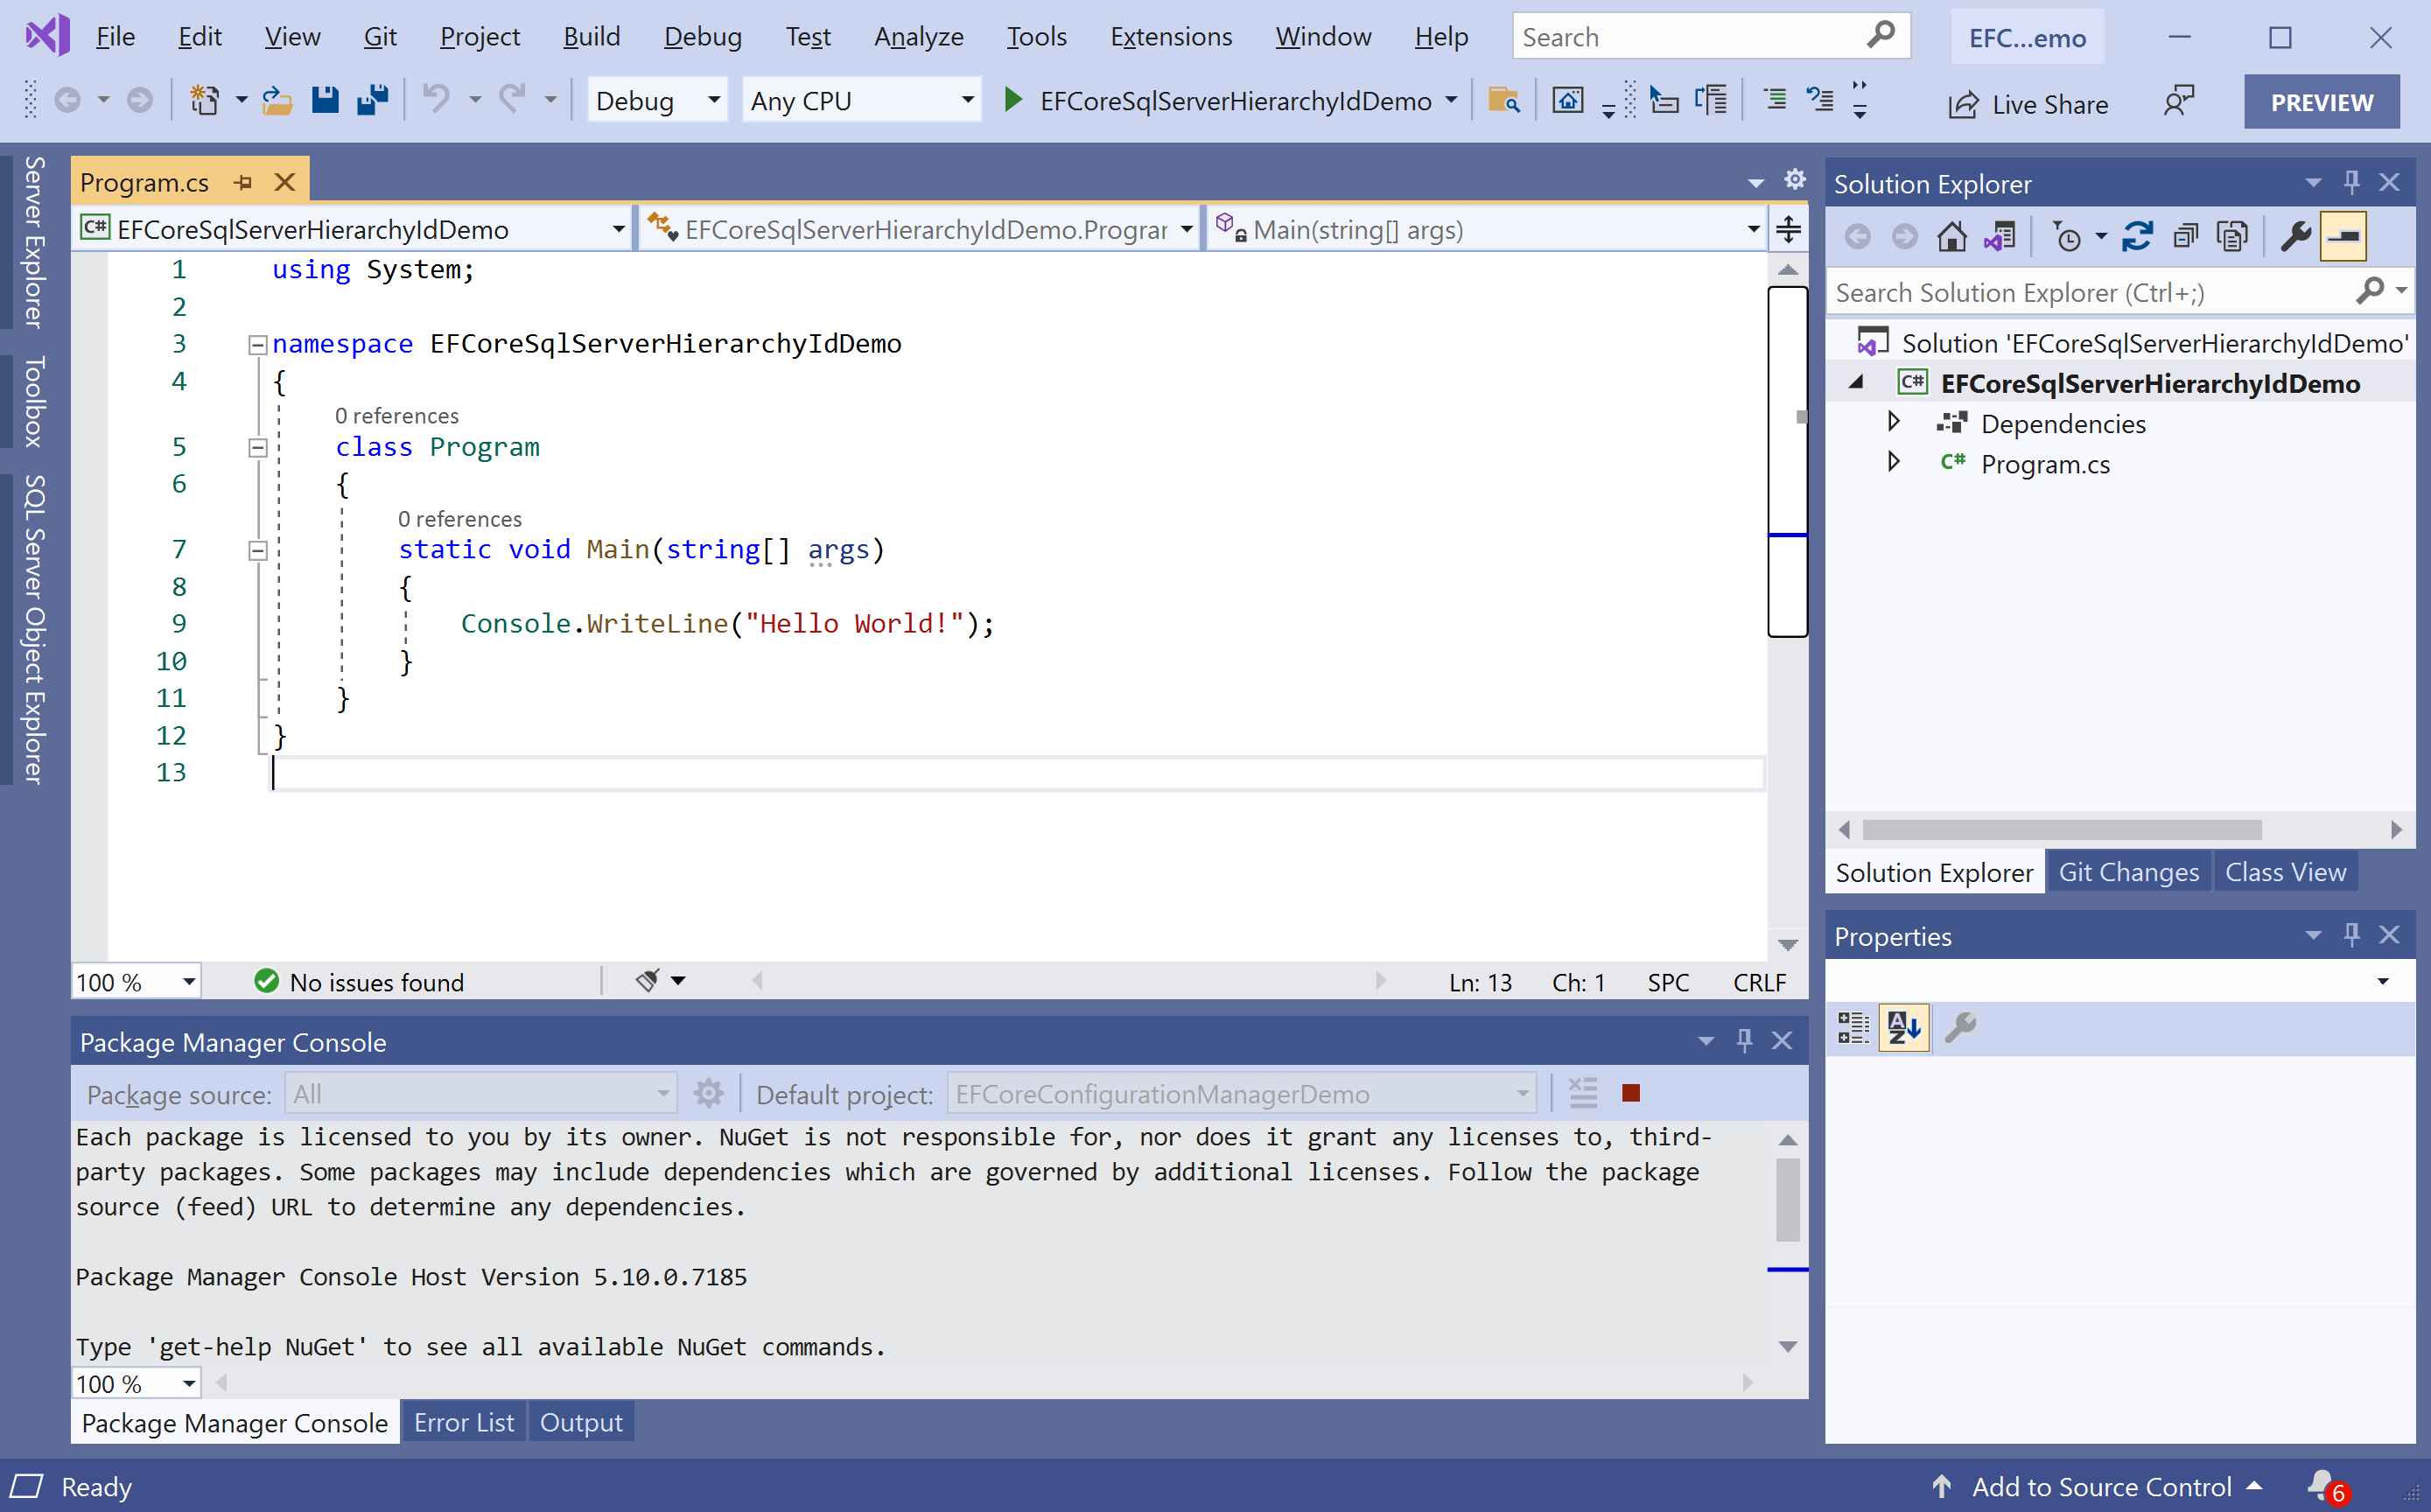 File Edit View Git Project Build Debug Test Analyze Tools Extensions Window Help Search EFC...emo
Debug Any CPU EFCoreSqlServerHierarchyIdDemo Live Share PREVIEW
Server Explorer
Toolbox
SQL Server Object Explorer
Program.cs
C# EFCoreSqlServerHierarchyIdDemo EFCoreSqlServerHierarchyIdDemo.Prograr Main(string[] args)
1 using System;
2
3 namespace EFCoreSqlServerHierarchyIdDemo
4 {
0 references
5 class Program
6 {
0 references
7 static void Main(string[] args)
8 {
9 Console.WriteLine("Hello World!");
10 }
11 }
12 }
13
100 % No issues found Ln: 13 Ch: 1 SPC CRLF
Package Manager Console
Package source: All Default project: EFCoreConfigurationManagerDemo
Each package is licensed to you by its owner. NuGet is not responsible for, nor does it grant any licenses to, third-
party packages. Some packages may include dependencies which are governed by additional licenses. Follow the package
source (feed) URL to determine any dependencies.
Package Manager Console Host Version 5.10.0.7185
Type 'get-help NuGet' to see all available NuGet commands.
100 %
Package Manager Console Error List Output
Solution Explorer
Search Solution Explorer (Ctrl+;)
Solution 'EFCoreSqlServerHierarchyIdDemo'
C# EFCoreSqlServerHierarchyIdDemo
Dependencies
C# Program.cs
Solution Explorer Git Changes Class View
Properties
AZ
Ready Add to Source Control 6